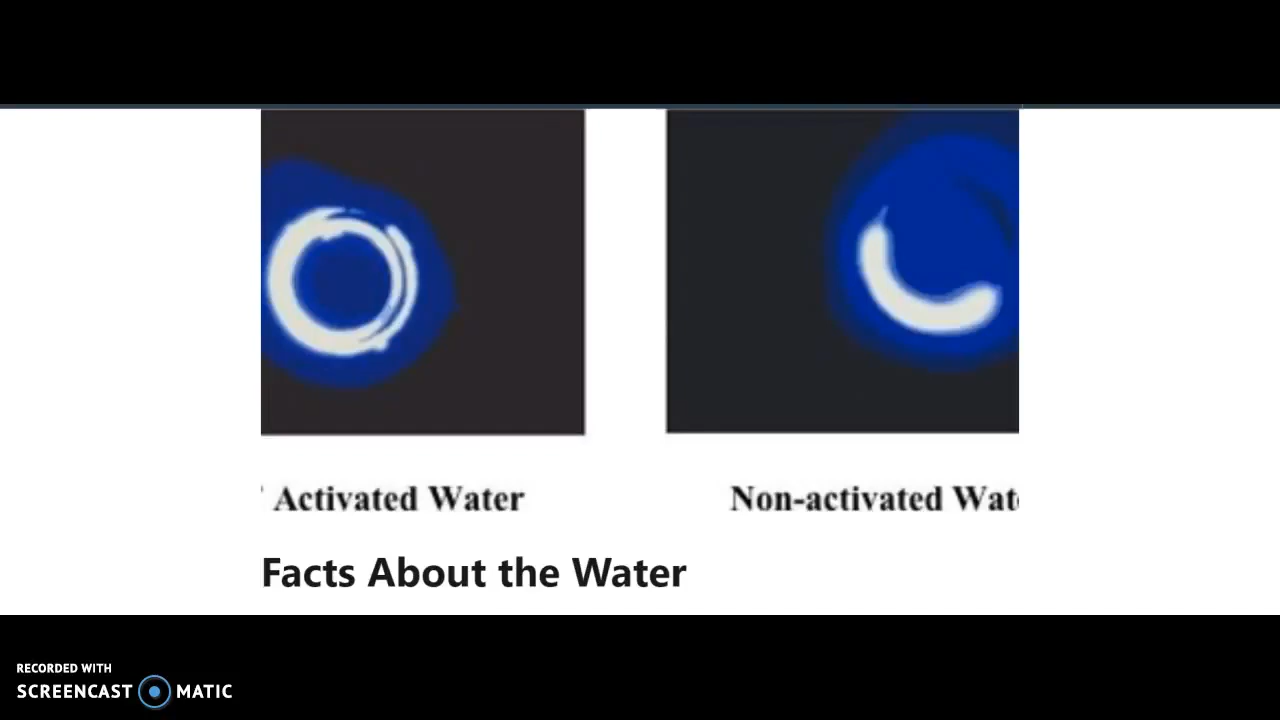 Activated Water
Non-activated Wat
Facts About the Water
RECORDED WITH
SCREENCAST MATIC